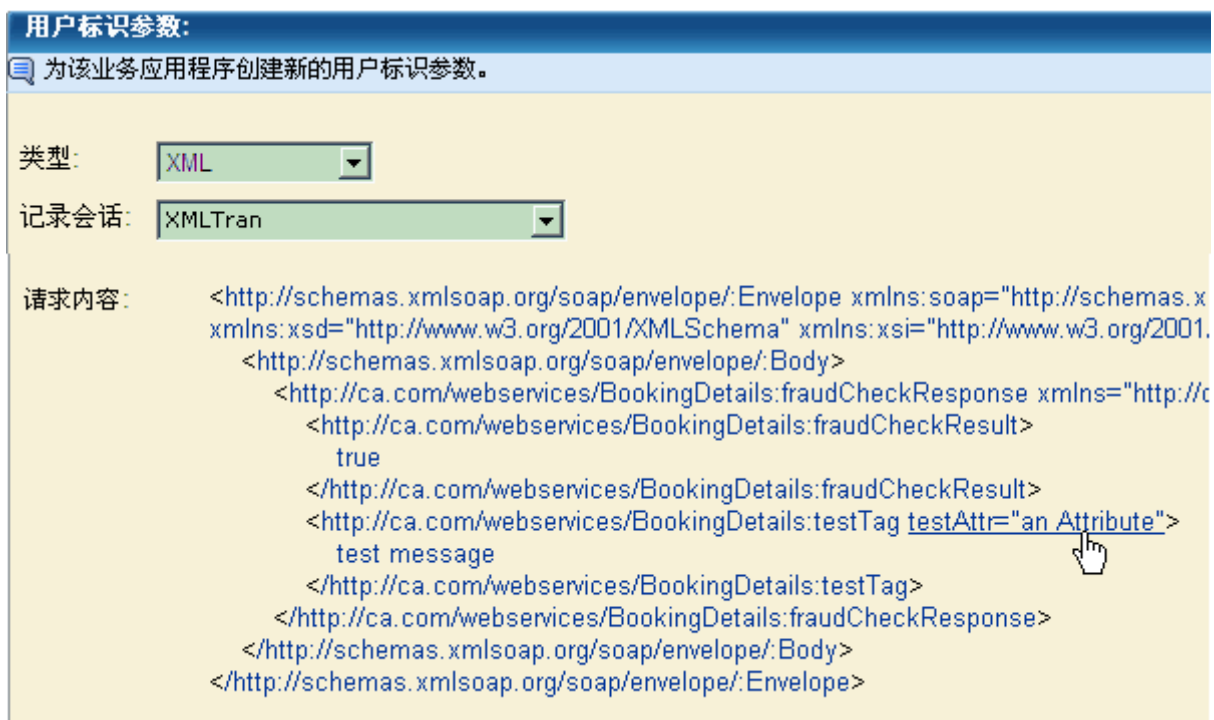 用户标识参数:
为该业务应用程序创建新的用户标识参数。
类型: XML
记录会话: XMLTran
请求内容: <http://schemas.xmlsoap.org/soap/envelope/:Envelope xmlns:soap="http://schemas.x
xmlns:xsd="http://www.w3.org/2001/XMLSchema" xmlns:xsi="http://www.w3.org/2001.
<http://schemas.xmlsoap.org/soap/envelope/:Body>
<http://ca.com/webservices/BookingDetails:fraudCheckResponse xmlns="http://c
<http://ca.com/webservices/BookingDetails:fraudCheckResult>
true
</http://ca.com/webservices/BookingDetails:fraudCheckResult>
<http://ca.com/webservices/BookingDetails:testTag testAttr="an Attribute">
test message
</http://ca.com/webservices/BookingDetails:testTag>
</http://ca.com/webservices/BookingDetails:fraudCheckResponse>
</http://schemas.xmlsoap.org/soap/envelope/:Body>
</http://schemas.xmlsoap.org/soap/envelope/:Envelope>